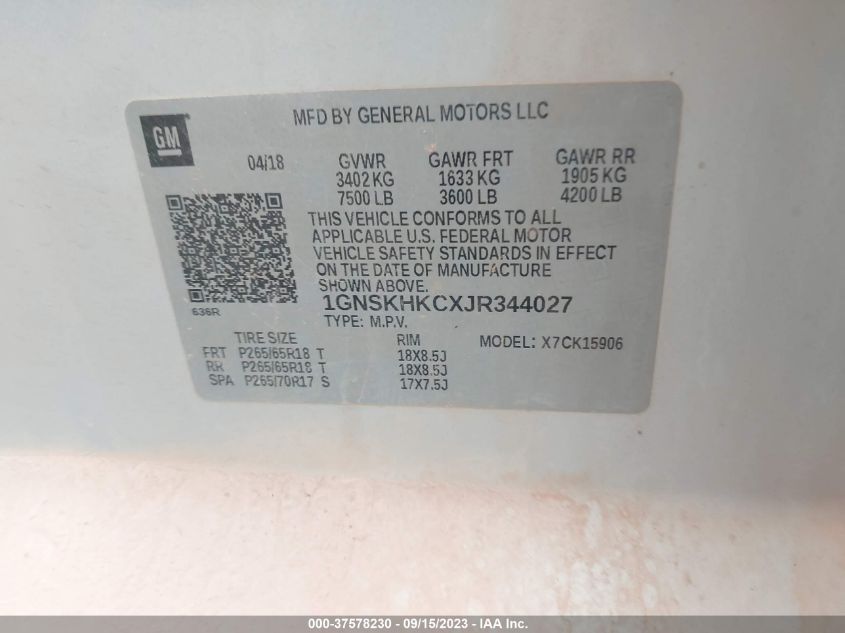 MFD BY GENERAL MOTORS LLC
GM
04/18 GVWR GAWR FRT GAWR RR
3402 KG 1633 KG 1905 KG
7500 LB 3600 LB 4200 LB
THIS VEHICLE CONFORMS TO ALL
APPLICABLE U.S. FEDERAL MOTOR
VEHICLE SAFETY STANDARDS IN EFFECT
ON THE DATE OF MANUFACTURE
SHOWN ABOVE.
1GNSKHKCXJR344027
636R
TYPE: M.P.V.
TIRE SIZE RIM MODEL: X7CK15906
FRT P265/65R18 T 18X8.5J
RR P265/65R18 T 18X8.5J
SPA P265/70R17 S 17X7.5J
000-37578230 - 09/15/2023 - IAA Inc.